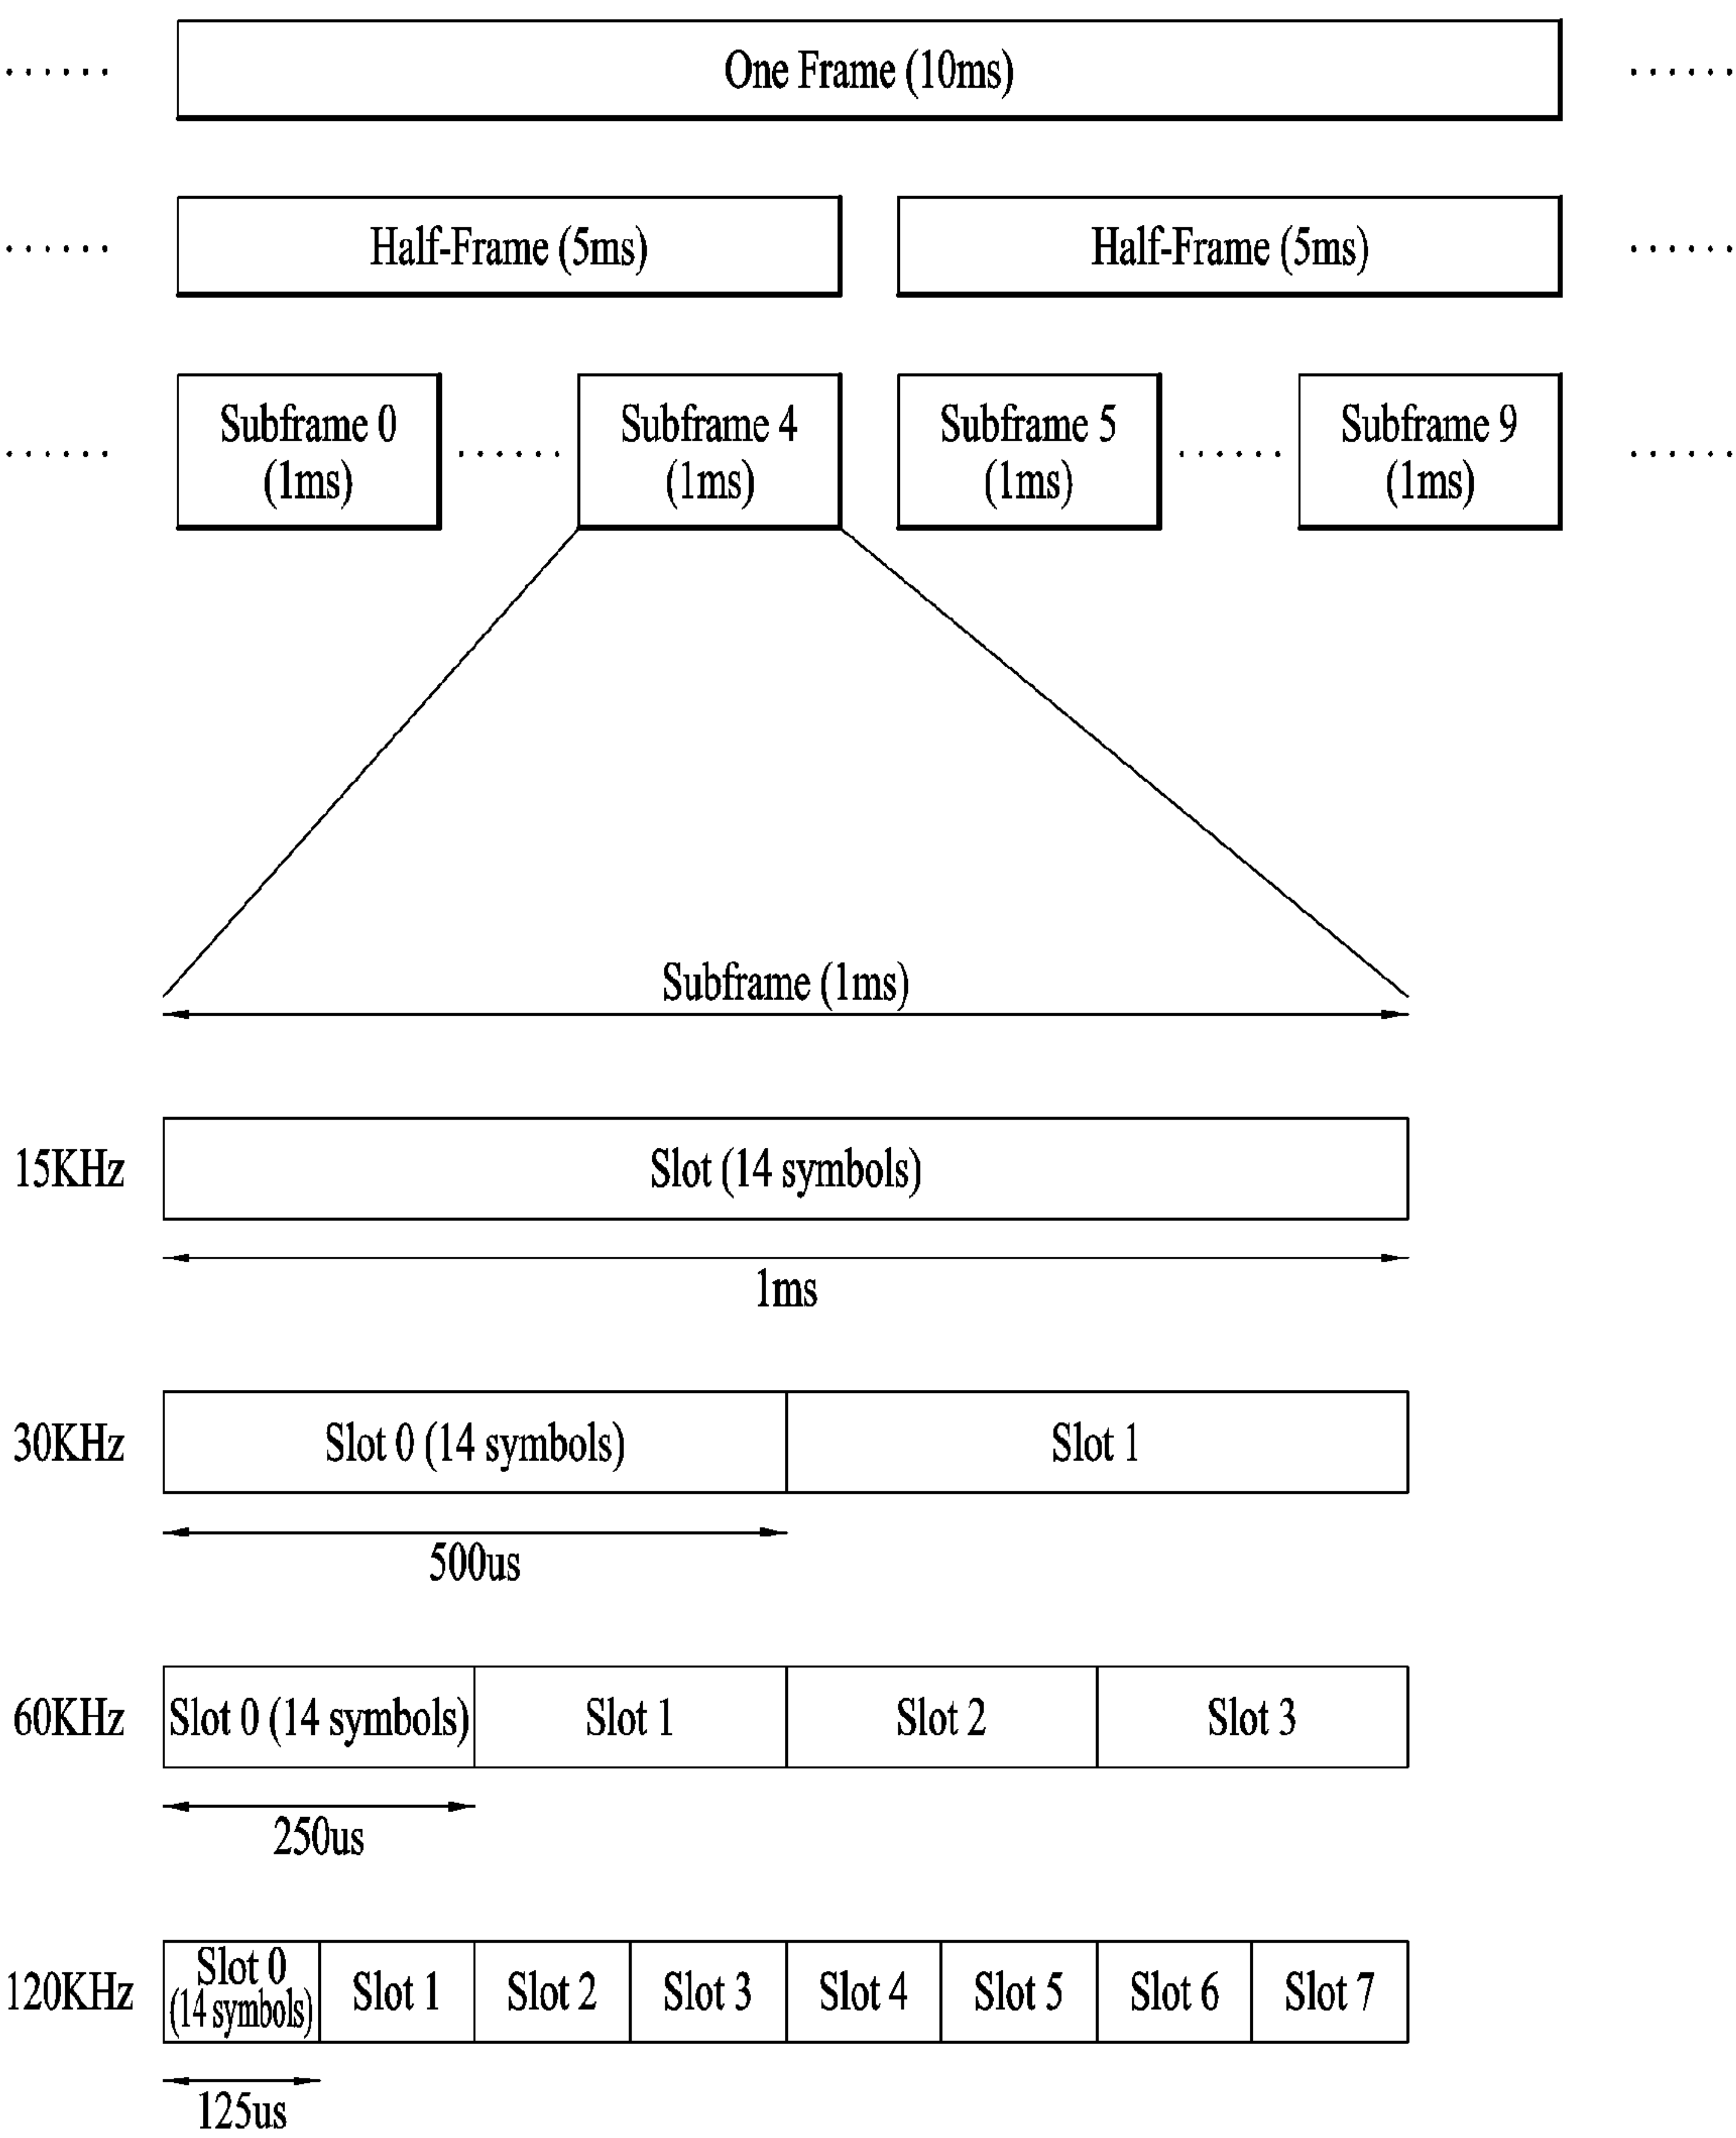 One Frame (10ms)
Half-Frame (5ms) Half-Frame (5ms)
Subframe 0 Subframe 4 Subframe 5 Subframe 9
(1ms) (1ms) (1ms) (1ms)
Subframe (1ms)
15KHz Slot (14 symbols)
1ms
30KHz Slot 0 (14 symbols) Slot 1
500us
60KHz Slot 0 (14 symbols) Slot 1 Slot 2 Slot 3
250us
120KHz Slot 0 Slot 1 Slot 2 Slot 3 Slot 4 Slot 5 Slot 6 Slot 7
(14 symbols)
125us